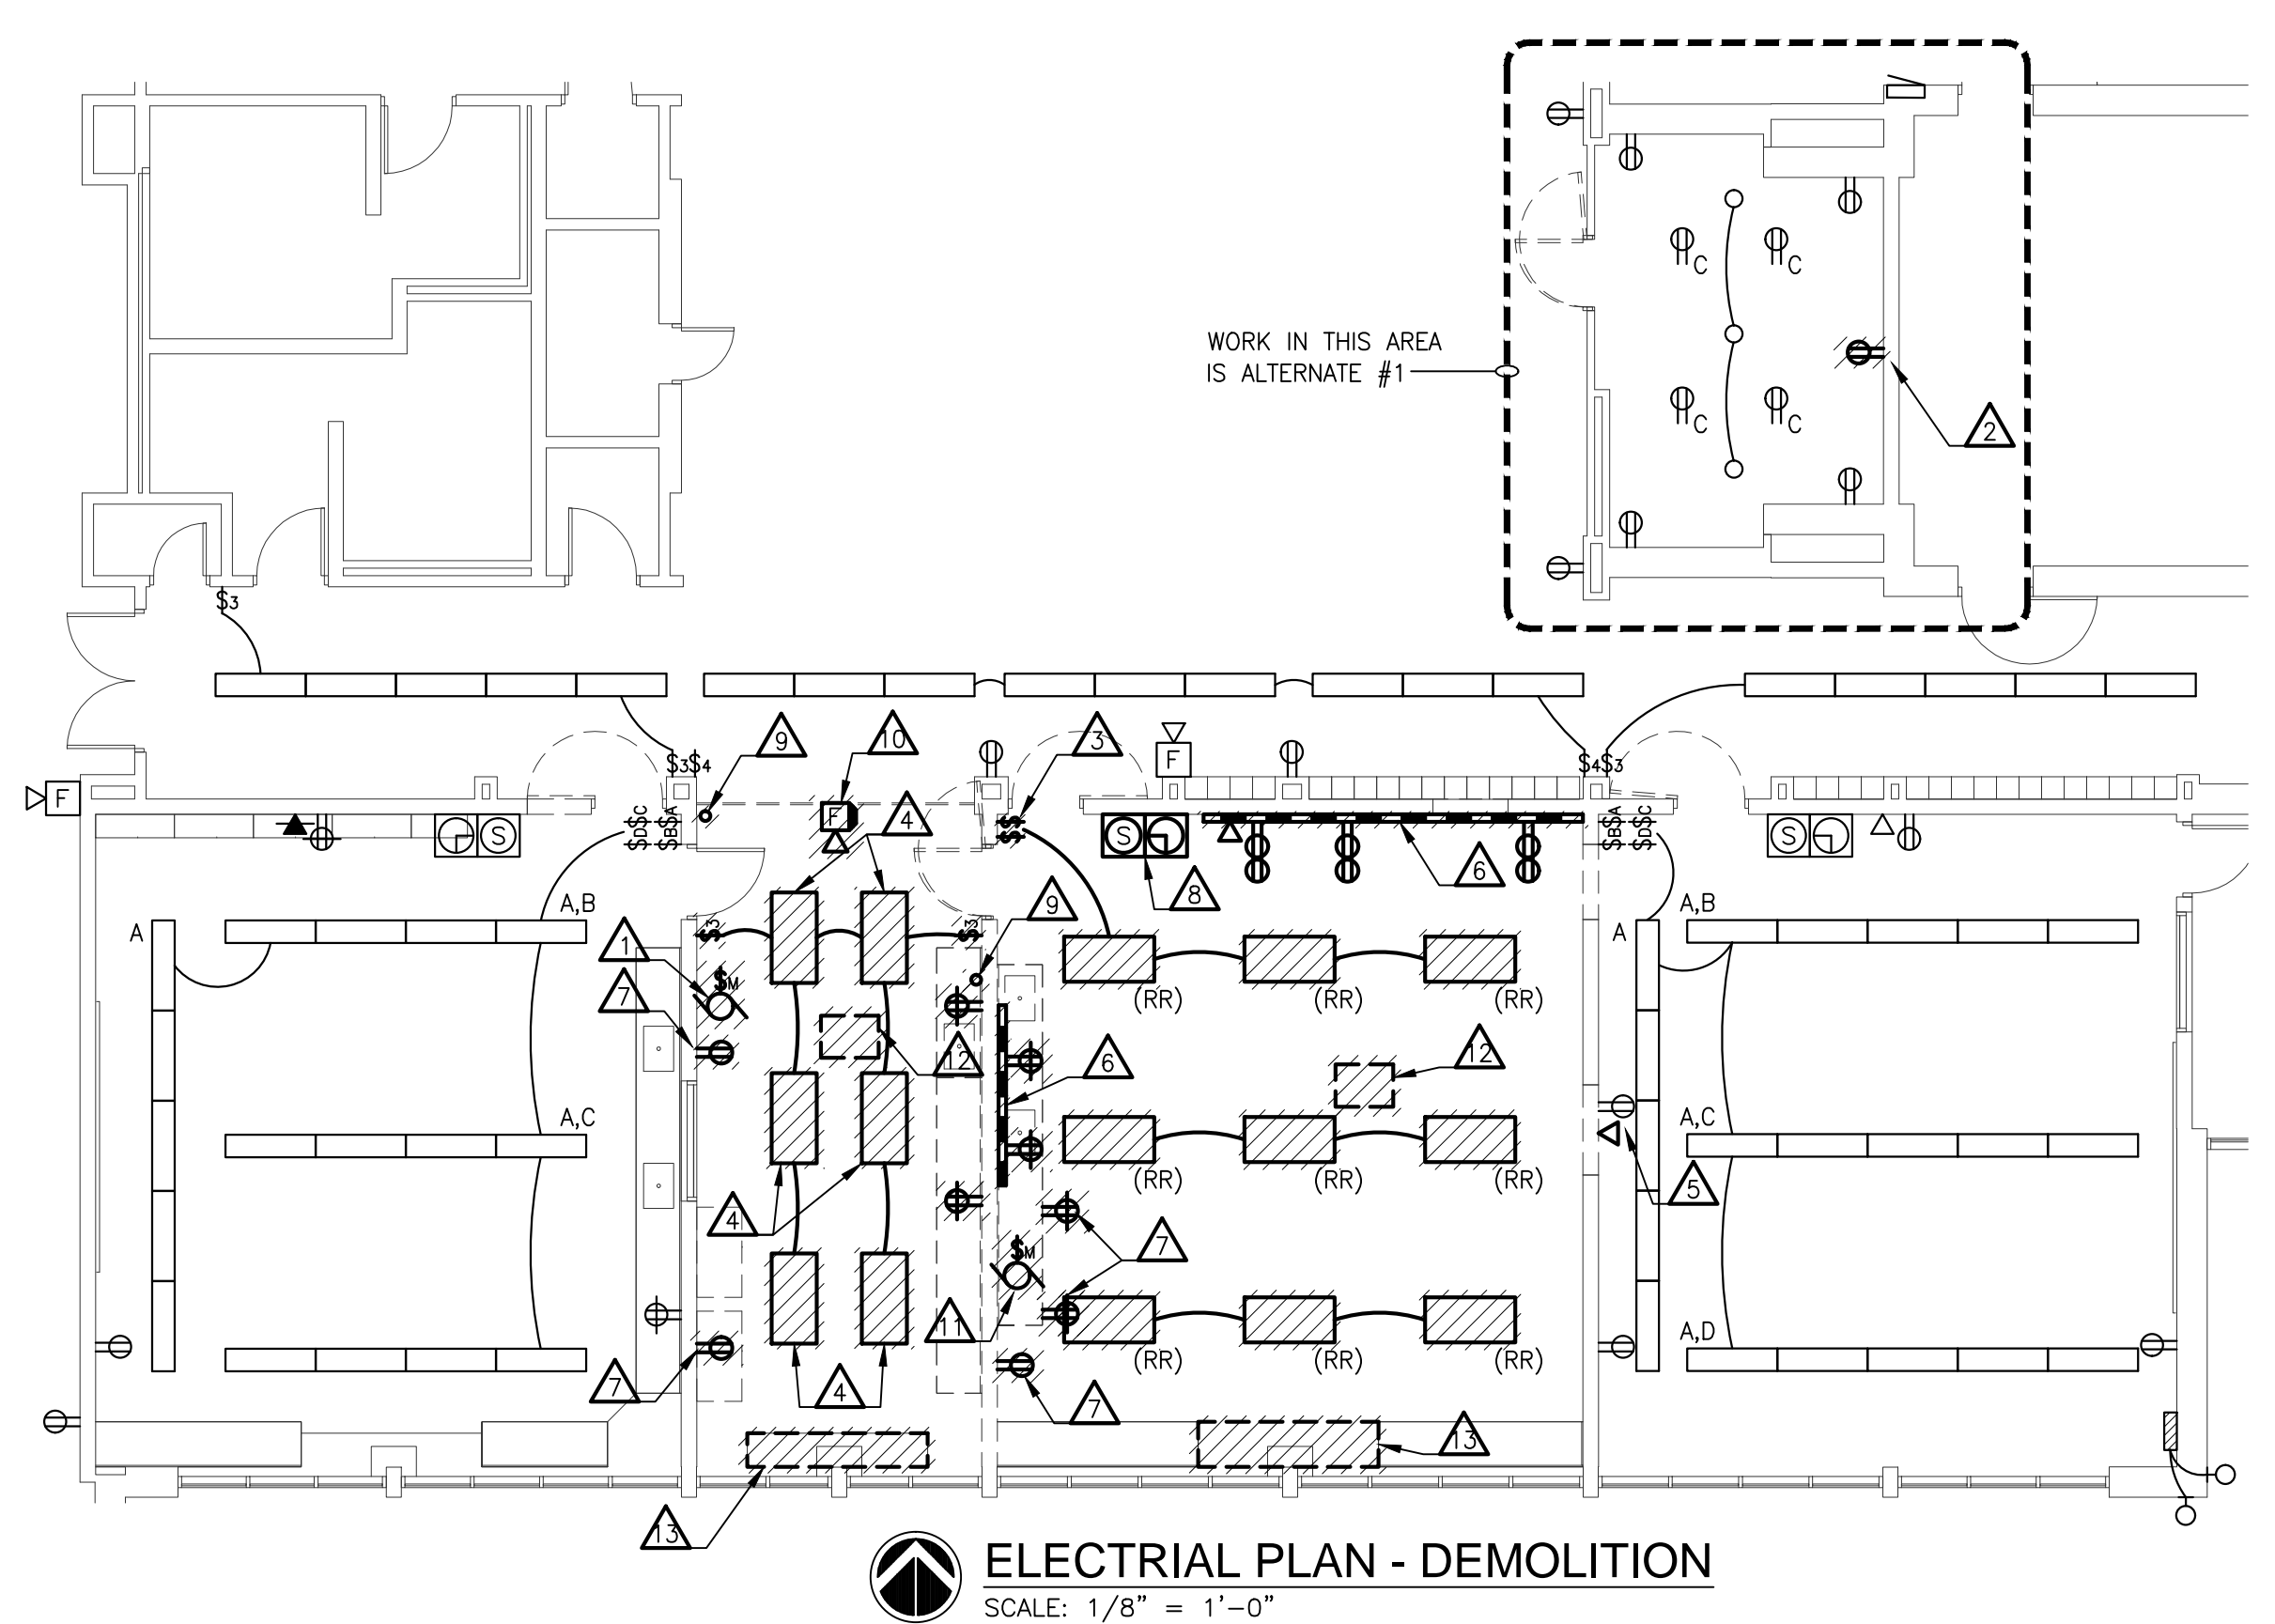 WORK IN THIS AREA
IS ALTERNATE #1
C C
C C
2
$3
9 10 3
F
$3$4
$4$3
F
$D$C $B$A
F
4
$$
$B$A $D$C
S
S
S
6
8
9
A,B
A
A,B
A
1
$3 $3
7
$M
(RR) (RR) (RR)
12
12
6
A,C
A,C
(RR) (RR) (RR)
5
4
7
$M
11
A,D
(RR) (RR) (RR)
7
4
7
13
13
ELECTRIAL PLAN - DEMOLITION
SCALE: 1/8" = 1'-0"